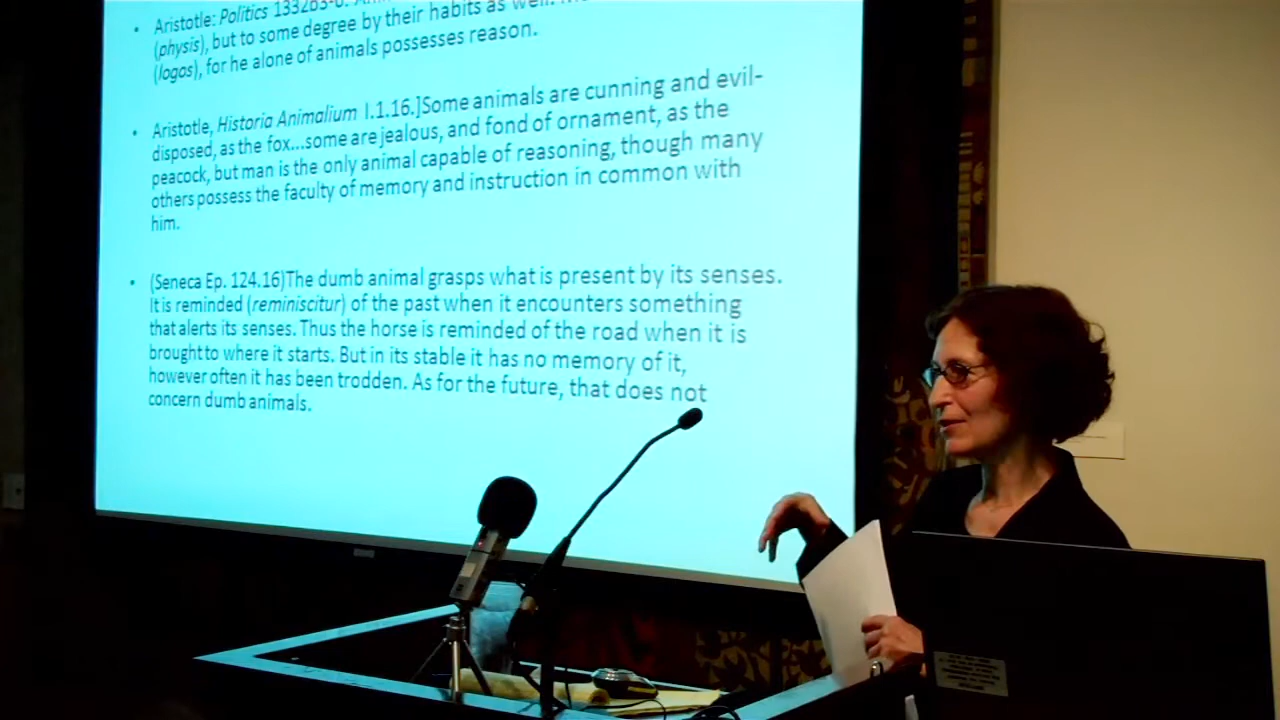 Aristotle: Politics
(physis), but to some degree by their habits as well.
(logos), for he alone of animals possesses reason.
Aristotle, Historia Animalium I.1.16.]Some animals are cunning and evil-
disposed, as the fox...some are jealous, and fond of ornament, as the
peacock, but man is the only animal capable of reasoning, though many
others possess the faculty of memory and instruction in common with
him.
(Seneca Ep. 124.16)The dumb animal grasps what is present by its senses.
It is reminded (reminiscitur) of the past when it encounters something
that alerts its senses. Thus the horse is reminded of the road when it is
brought to where it starts. But in its stable it has no memory of it,
however often it has been trodden. As for the future, that does not
concern dumb animals.